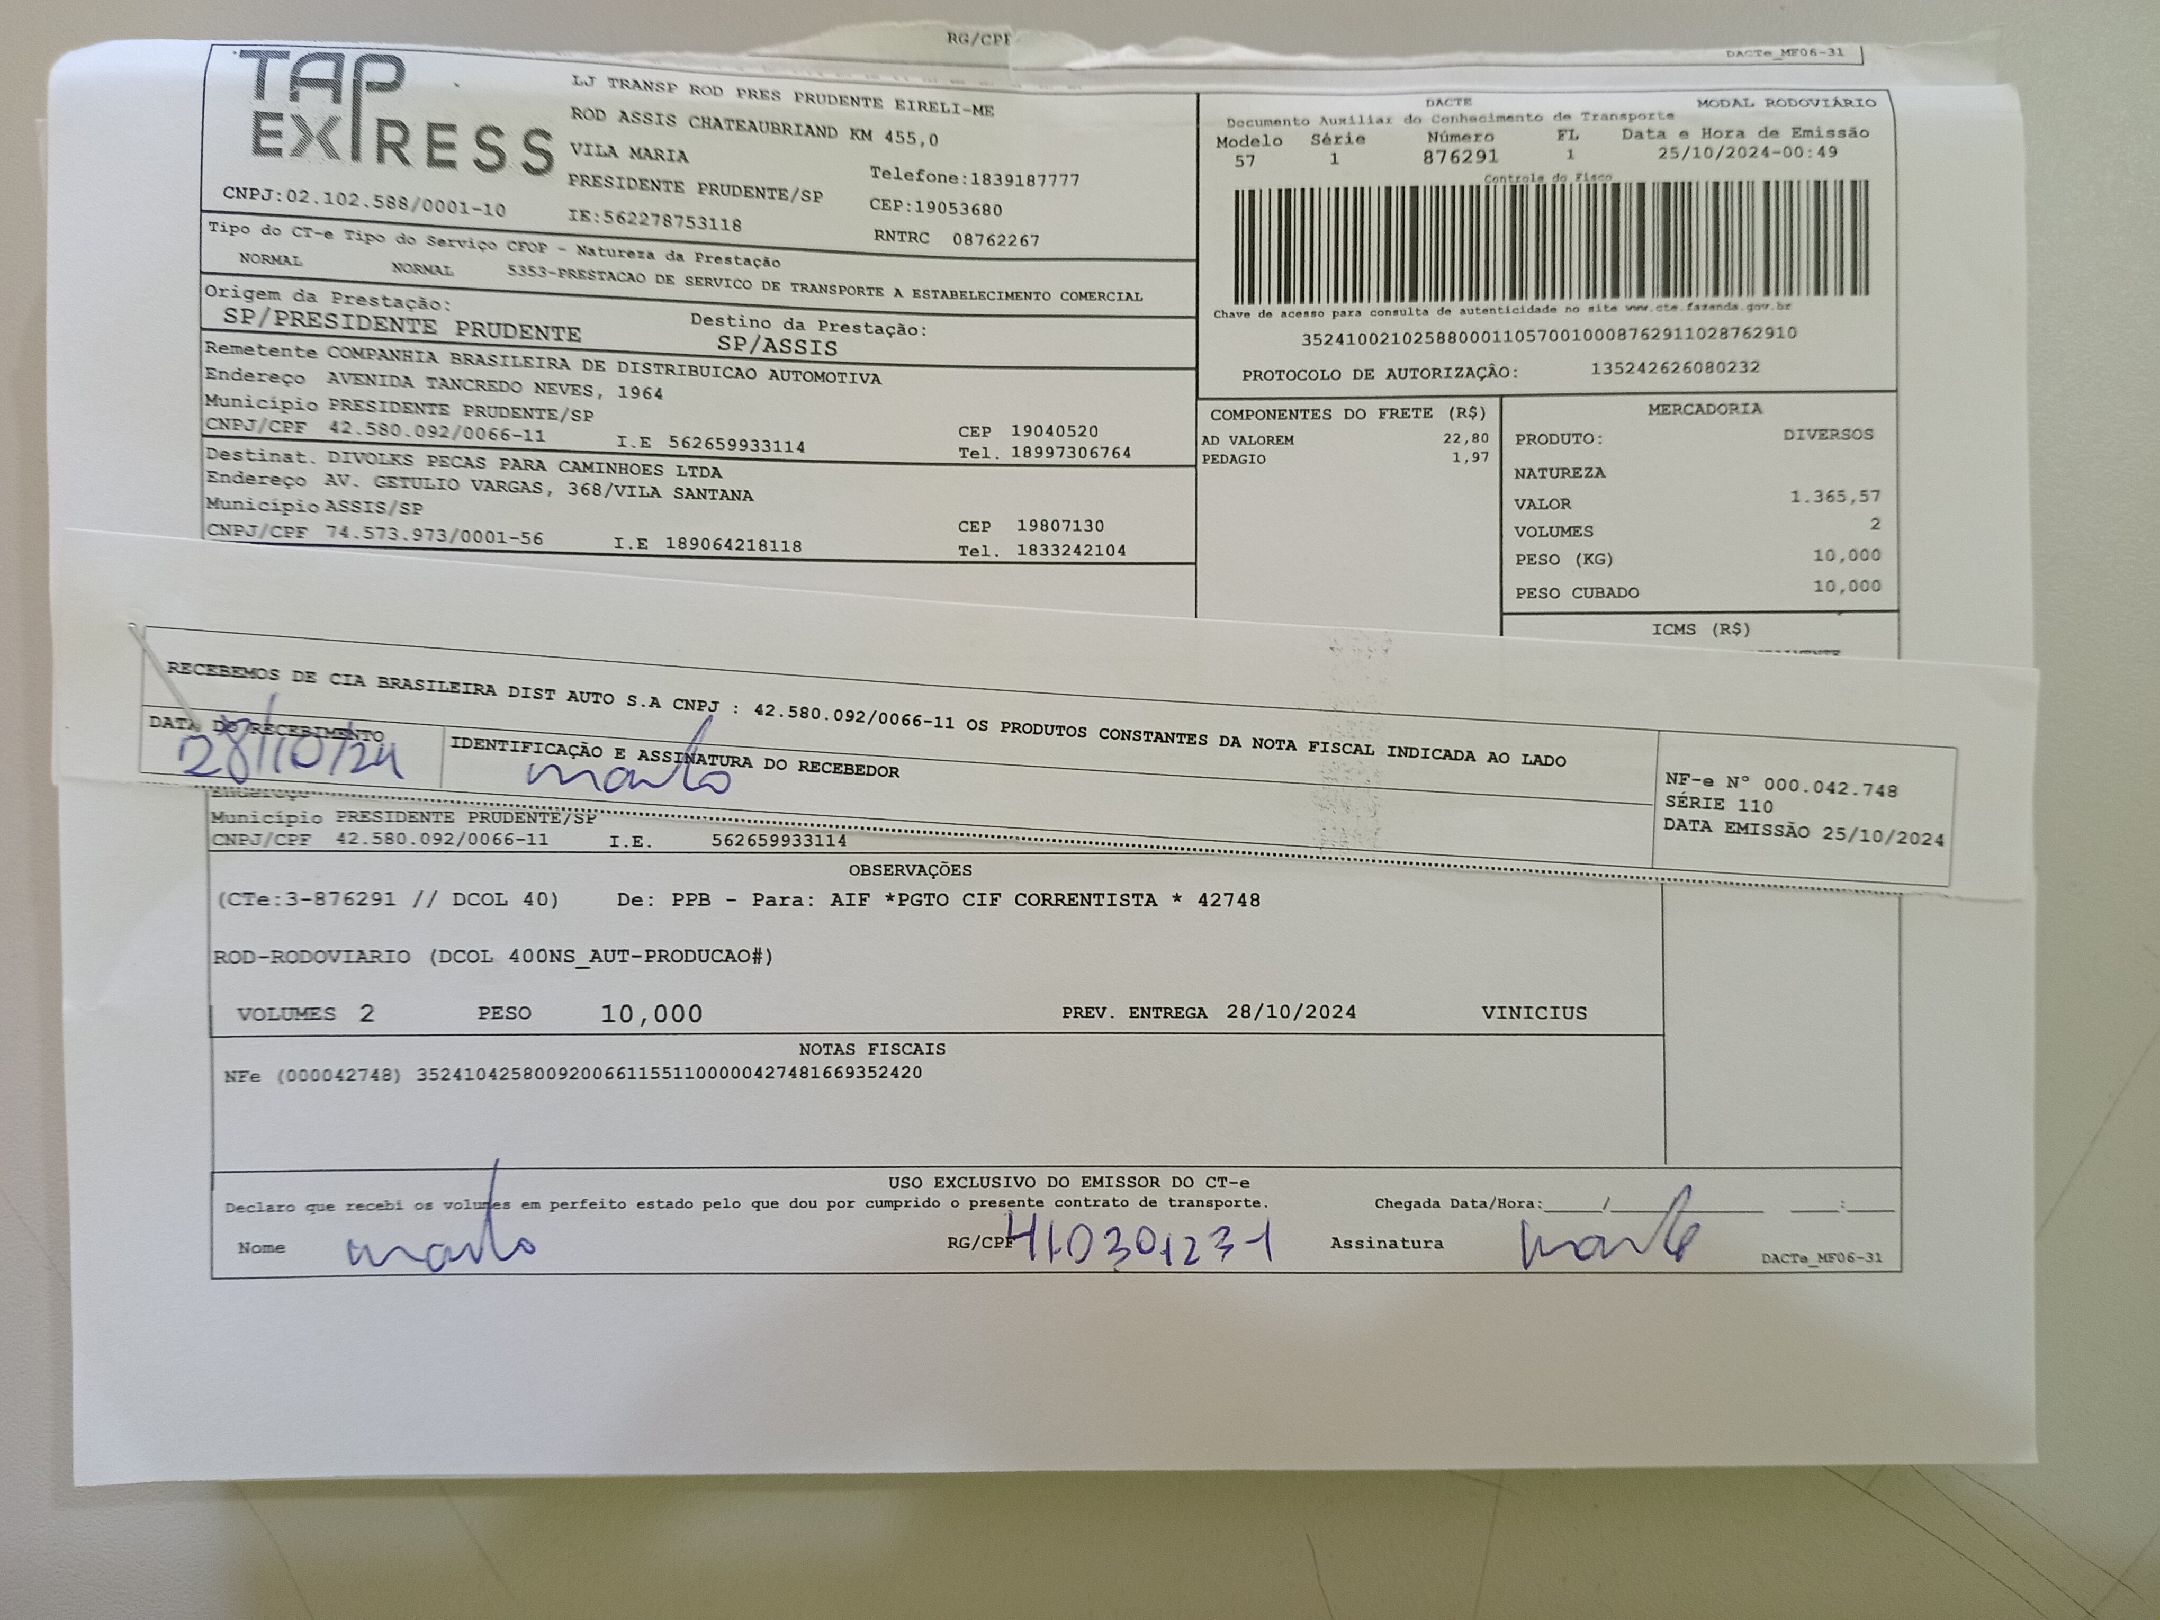 RG/CPF
DACTe_MF06-31
TAP EXPRESS
CNPJ:02.102.588/0001-10
LJ TRANSP ROD PRES PRUDENTE EIRELI-ME
ROD ASSIS CHATEAUBRIAND KM 455,0
VILA MARIA
Telefone:1839187777
PRESIDENTE PRUDENTE/SP
CEP:19053680
IE:562278753118
RNTRC 08762267
DACTE
MODAL RODOVIÁRIO
Documento Auxiliar do Conhecimento de Transporte
Modelo Série Número FL Data e Hora de Emissão
57 1 876291 1 25/10/2024-00:49
Controle do Fisco
Chave de acesso para consulta de autenticidade no site www.cte.fazenda.gov.br
35241002102588000110570010008762911028762910
PROTOCOLO DE AUTORIZAÇÃO: 135242626080232
Tipo do CT-e Tipo do Serviço CFOP - Natureza da Prestação
NORMAL NORMAL 5353-PRESTACAO DE SERVICO DE TRANSPORTE A ESTABELECIMENTO COMERCIAL
Origem da Prestação:
SP/PRESIDENTE PRUDENTE
Destino da Prestação:
SP/ASSIS
Remetente COMPANHIA BRASILEIRA DE DISTRIBUICAO AUTOMOTIVA
Endereço AVENIDA TANCREDO NEVES, 1964
Município PRESIDENTE PRUDENTE/SP
CEP 19040520
CNPJ/CPF 42.580.092/0066-11 I.E 562659933114
Tel. 18997306764
Destinat. DIVOLKS PECAS PARA CAMINHOES LTDA
Endereço AV. GETULIO VARGAS, 368/VILA SANTANA
Município ASSIS/SP
CEP 19807130
CNPJ/CPF 74.573.973/0001-56 I.E 189064218118
Tel. 1833242104
COMPONENTES DO FRETE (R$)
AD VALOREM 22,80
PEDAGIO 1,97
MERCADORIA
PRODUTO: DIVERSOS
NATUREZA
VALOR 1.365,57
VOLUMES 2
PESO (KG) 10,000
PESO CUBADO 10,000
ICMS (R$)
RECEBEMOS DE CIA BRASILEIRA DIST AUTO S.A CNPJ : 42.580.092/0066-11 OS PRODUTOS CONSTANTES DA NOTA FISCAL INDICADA AO LADO
DATA DO RECEBIMENTO
28/10/24
IDENTIFICAÇÃO E ASSINATURA DO RECEBEDOR
NF-e N° 000.042.748
SÉRIE 110
DATA EMISSÃO 25/10/2024
Endereço
Município PRESIDENTE PRUDENTE/SP
CNPJ/CPF 42.580.092/0066-11 I.E. 562659933114
OBSERVAÇÕES
(CTe:3-876291 // DCOL 40) De: PPB - Para: AIF *PGTO CIF CORRENTISTA * 42748
ROD-RODOVIARIO (DCOL 400NS_AUT-PRODUCAO#)
VOLUMES 2 PESO 10,000 PREV. ENTREGA 28/10/2024 VINICIUS
NOTAS FISCAIS
NFe (000042748) 35241042580092006611551100000427481669352420
USO EXCLUSIVO DO EMISSOR DO CT-e
Declaro que recebi os volumes em perfeito estado pelo que dou por cumprido o presente contrato de transporte.
Chegada Data/Hora:____/____ ____:____
Nome
RG/CPF 410301231
Assinatura
DACTe_MF06-31